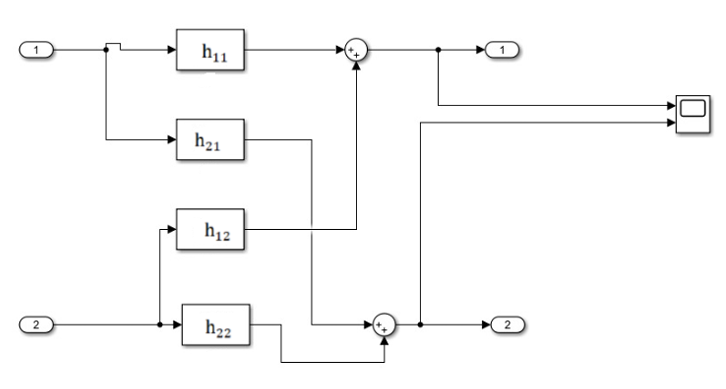 1
h₁₁
+
+
1
h₂₁
h₁₂
2
h₂₂
+
+
2